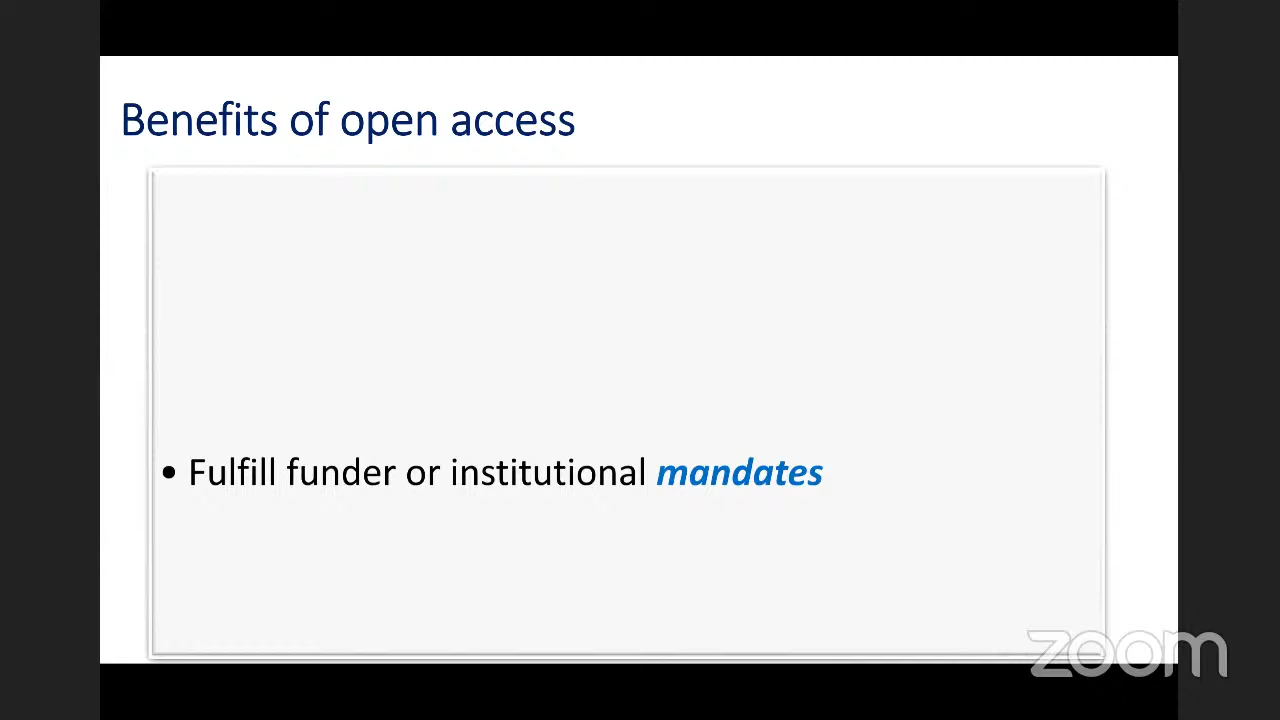 Benefits of open access
• Fulfill funder or institutional mandates
zoom